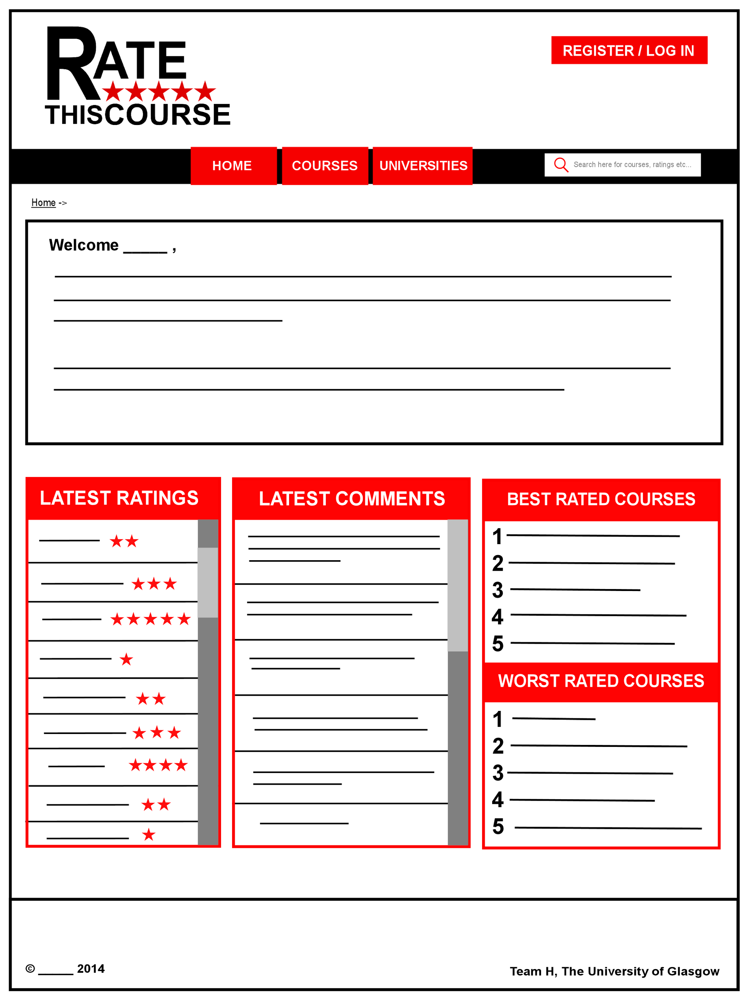 RATE
THISCOURSE
REGISTER / LOG IN
HOME
COURSES
UNIVERSITIES
Search here for courses, ratings etc...
Home ->
Welcome _____ ,
LATEST RATINGS
LATEST COMMENTS
BEST RATED COURSES
1
2
3
4
5
WORST RATED COURSES
1
2
3
4
5
© _____ 2014
Team H, The University of Glasgow